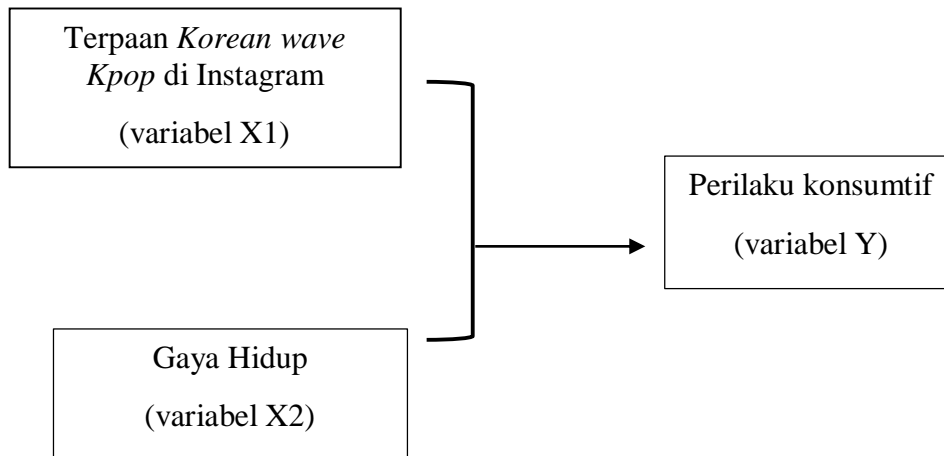 Terpaan Korean wave
Kpop di Instagram
(variabel X1)
Perilaku konsumtif
(variabel Y)
Gaya Hidup
(variabel X2)